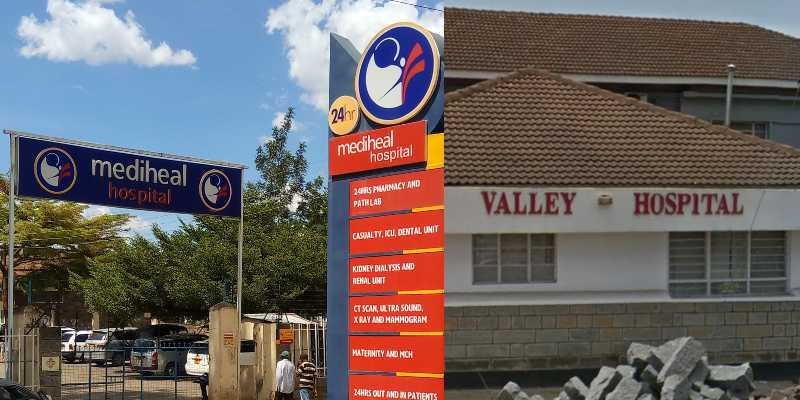 mediheal
hospital
24hr
mediheal
hospital
24HRS PHARMACY AND
PATH LAB
CASUALTY, ICU, DENTAL UNIT
KIDNEY DIALYSIS AND
RENAL UNIT
CT SCAN, ULTRA SOUND,
X RAY AND MAMMOGRAM
MATERNITY AND MCH
24HRS OUT AND IN PATIENTS
VALLEY HOSPITAL